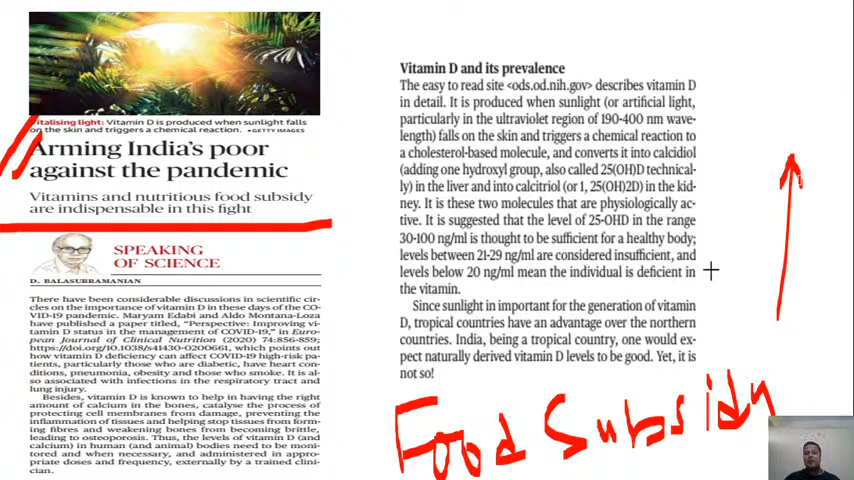 Vitalising light: Vitamin D is produced when sunlight falls
on the skin and triggers a chemical reaction. •GETTY IMAGES
Arming India's poor
against the pandemic
Vitamins and nutritious food subsidy
are indispensable in this fight
SPEAKING
OF SCIENCE
D. BALASUBRAMANIAN
There have been considerable discussions in scientific cir-
cles on the importance of vitamin D in these days of the CO-
VID-19 pandemic. Maryam Edabi and Aldo Montana-Loza
have published a paper titled, "Perspective: Improving vi-
tamin D status in the management of COVID-19," in Euro-
pean Journal of Clinical Nutrition (2020) 74:856-859;
https://doi.org/10.1038/s41430-0200661, which points out
how vitamin D deficiency can affect COVID-19 high-risk pa-
tients, particularly those who are diabetic, have heart con-
ditions, pneumonia, obesity and those who smoke. It is al-
so associated with infections in the respiratory tract and
lung injury.
Besides, vitamin D is known to help in having the right
amount of calcium in the bones, catalyse the process of
protecting cell membranes from damage, preventing the
inflammation of tissues and helping stop tissues from form-
ing fibres and weakening bones from becoming brittle,
leading to osteoporosis. Thus, the levels of vitamin D (and
calcium) in human (and animal) bodies need to be moni-
tored and when necessary, and administered in appro-
priate doses and frequency, externally by a trained clini-
cian.
Vitamin D and its prevalence
The easy to read site <ods.od.nih.gov> describes vitamin D
in detail. It is produced when sunlight (or artificial light,
particularly in the ultraviolet region of 190-400 nm wave-
length) falls on the skin and triggers a chemical reaction to
a cholesterol-based molecule, and converts it into calcidiol
(adding one hydroxyl group, also called 25(OH)D technical-
ly) in the liver and into calcitriol (or 1, 25(OH)2D) in the kid-
ney. It is these two molecules that are physiologically ac-
tive. It is suggested that the level of 25-OHD in the range
30-100 ng/ml is thought to be sufficient for a healthy body;
levels between 21-29 ng/ml are considered insufficient, and
levels below 20 ng/ml mean the individual is deficient in
the vitamin.
Since sunlight in important for the generation of vitamin
D, tropical countries have an advantage over the northern
countries. India, being a tropical country, one would ex-
pect naturally derived vitamin D levels to be good. Yet, it is
not so!
Food Subsidy